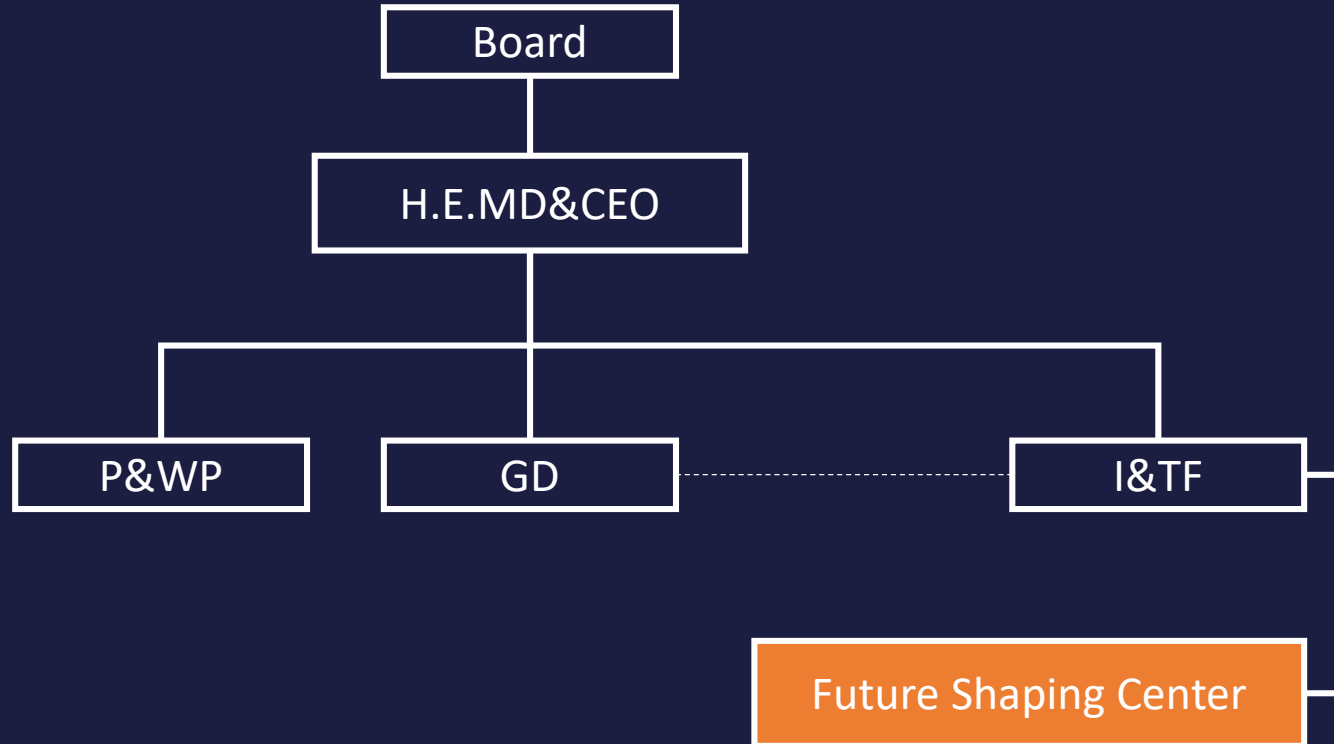 Board
H.E.MD&CEO
P&WP
GD
I&TF
Future Shaping Center